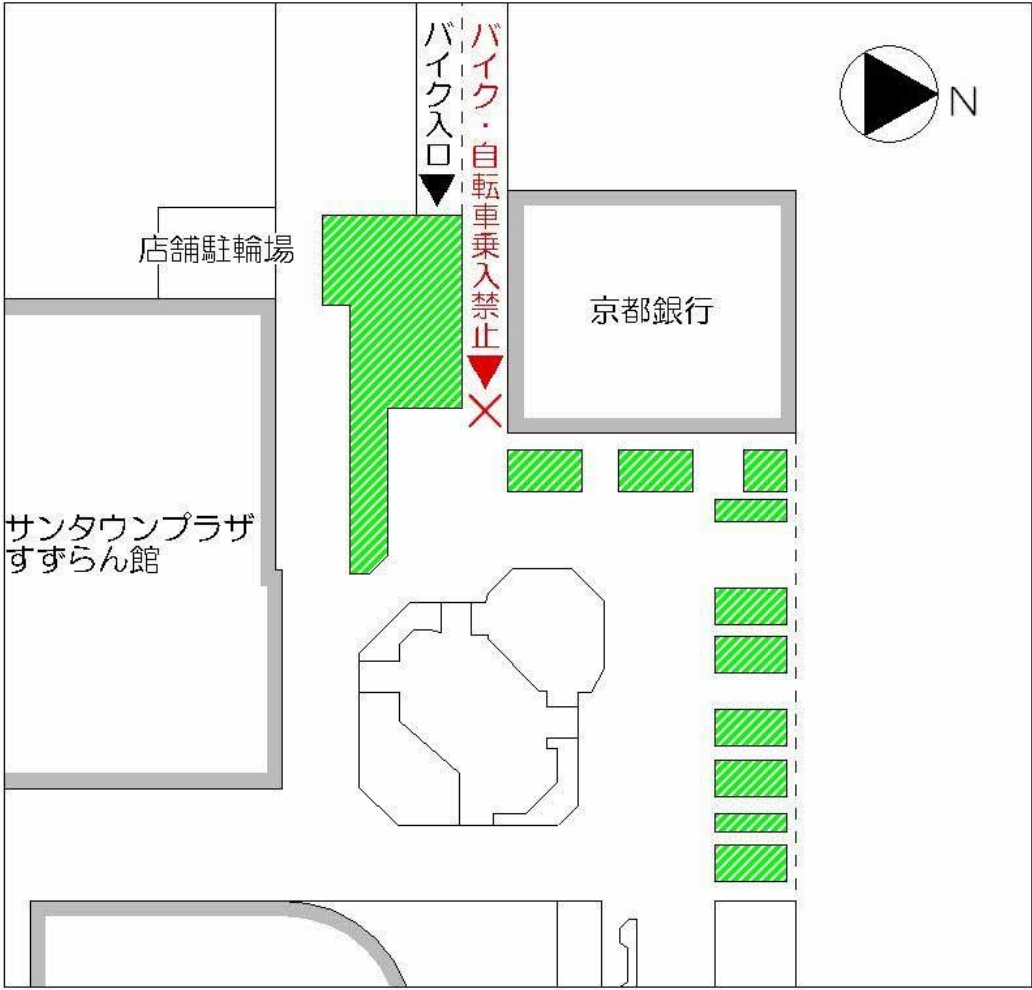 バイク入口
バイク・自転車乗入禁止
N
店舗駐輪場
京都銀行
サンタウンプラザ
すずらん館